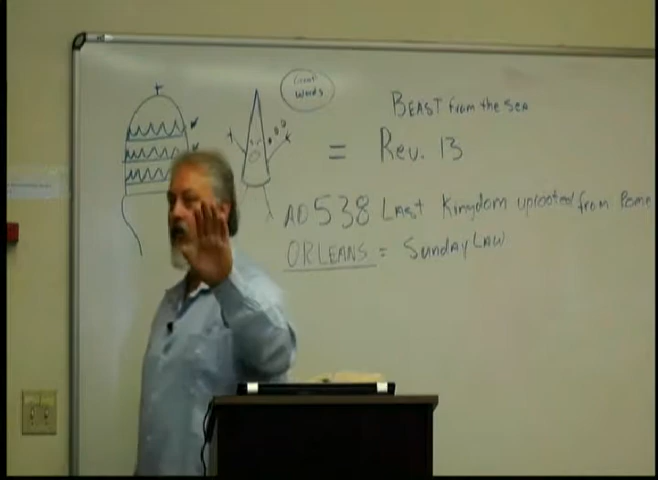 Great
Words
BEAST from the Sea
= Rev. 13
AD 538 Last Kingdom uprooted from Rome
ORLEANS = Sunday Law